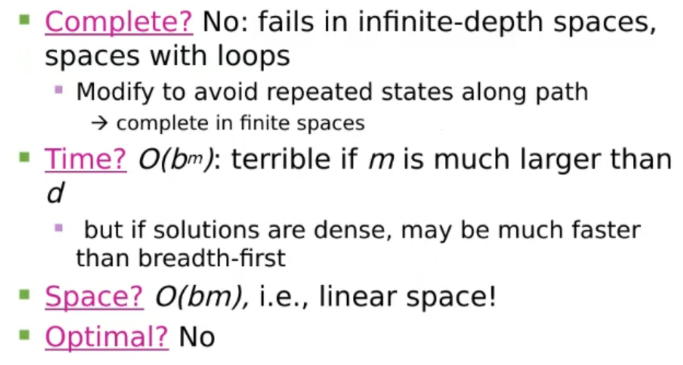 Complete? No: fails in infinite-depth spaces,
spaces with loops
Modify to avoid repeated states along path
→ complete in finite spaces
Time? O(bᵐ): terrible if m is much larger than
d
but if solutions are dense, may be much faster
than breadth-first
Space? O(bm), i.e., linear space!
Optimal? No